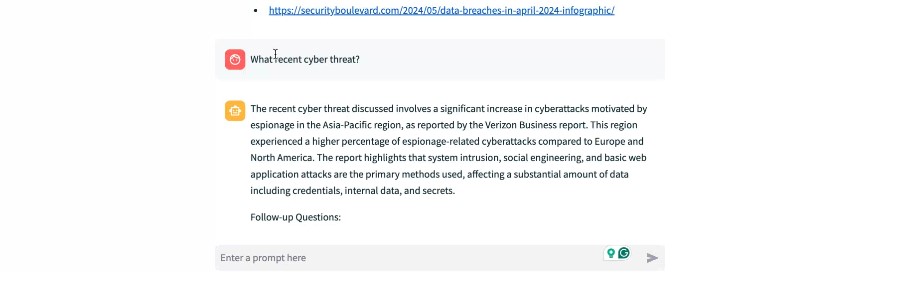 • https://securityboulevard.com/2024/05/data-breaches-in-april-2024-infographic/
What recent cyber threat?
The recent cyber threat discussed involves a significant increase in cyberattacks motivated by
espionage in the Asia-Pacific region, as reported by the Verizon Business report. This region
experienced a higher percentage of espionage-related cyberattacks compared to Europe and
North America. The report highlights that system intrusion, social engineering, and basic web
application attacks are the primary methods used, affecting a substantial amount of data
including credentials, internal data, and secrets.
Follow-up Questions:
Enter a prompt here